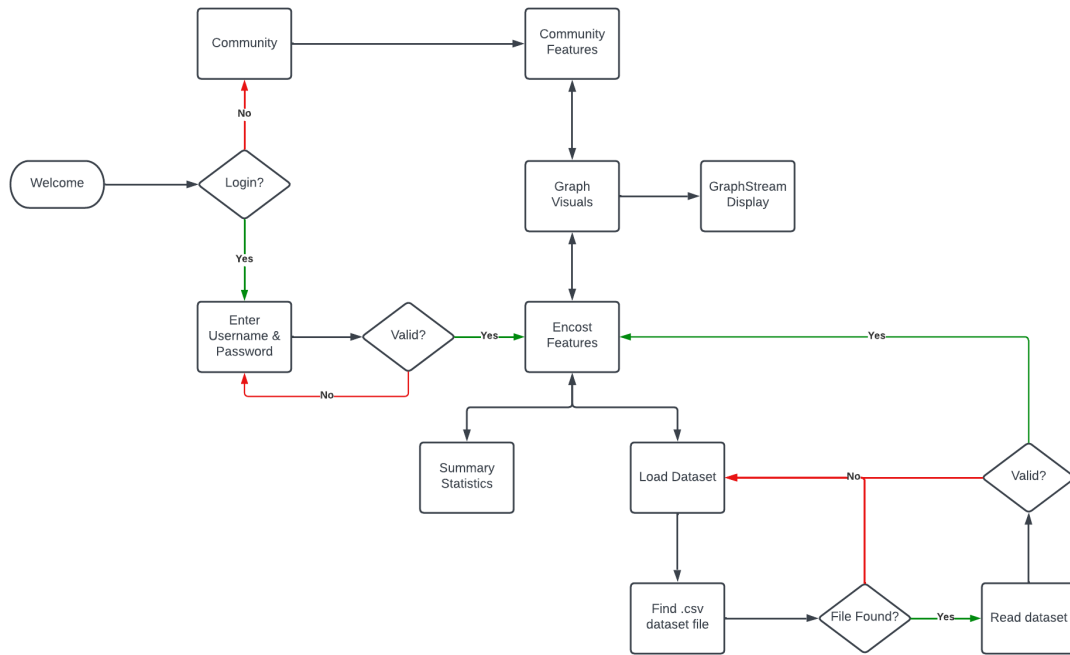 Community
Community
Features
No
Welcome
Login?
Graph
Visuals
GraphStream
Display
Yes
Enter
Username &
Password
Valid?
Yes
Encost
Features
Yes
No
Summary
Statistics
Load Dataset
No
Valid?
Find .csv
dataset file
File Found?
Yes
Read dataset